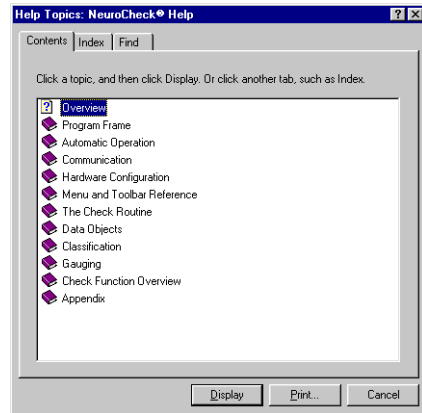 Help Topics: NeuroCheck® Help
Contents Index Find
Click a topic, and then click Display. Or click another tab, such as Index.
Overview
Program Frame
Automatic Operation
Communication
Hardware Configuration
Menu and Toolbar Reference
The Check Routine
Data Objects
Classification
Gauging
Check Function Overview
Appendix
Display Print... Cancel